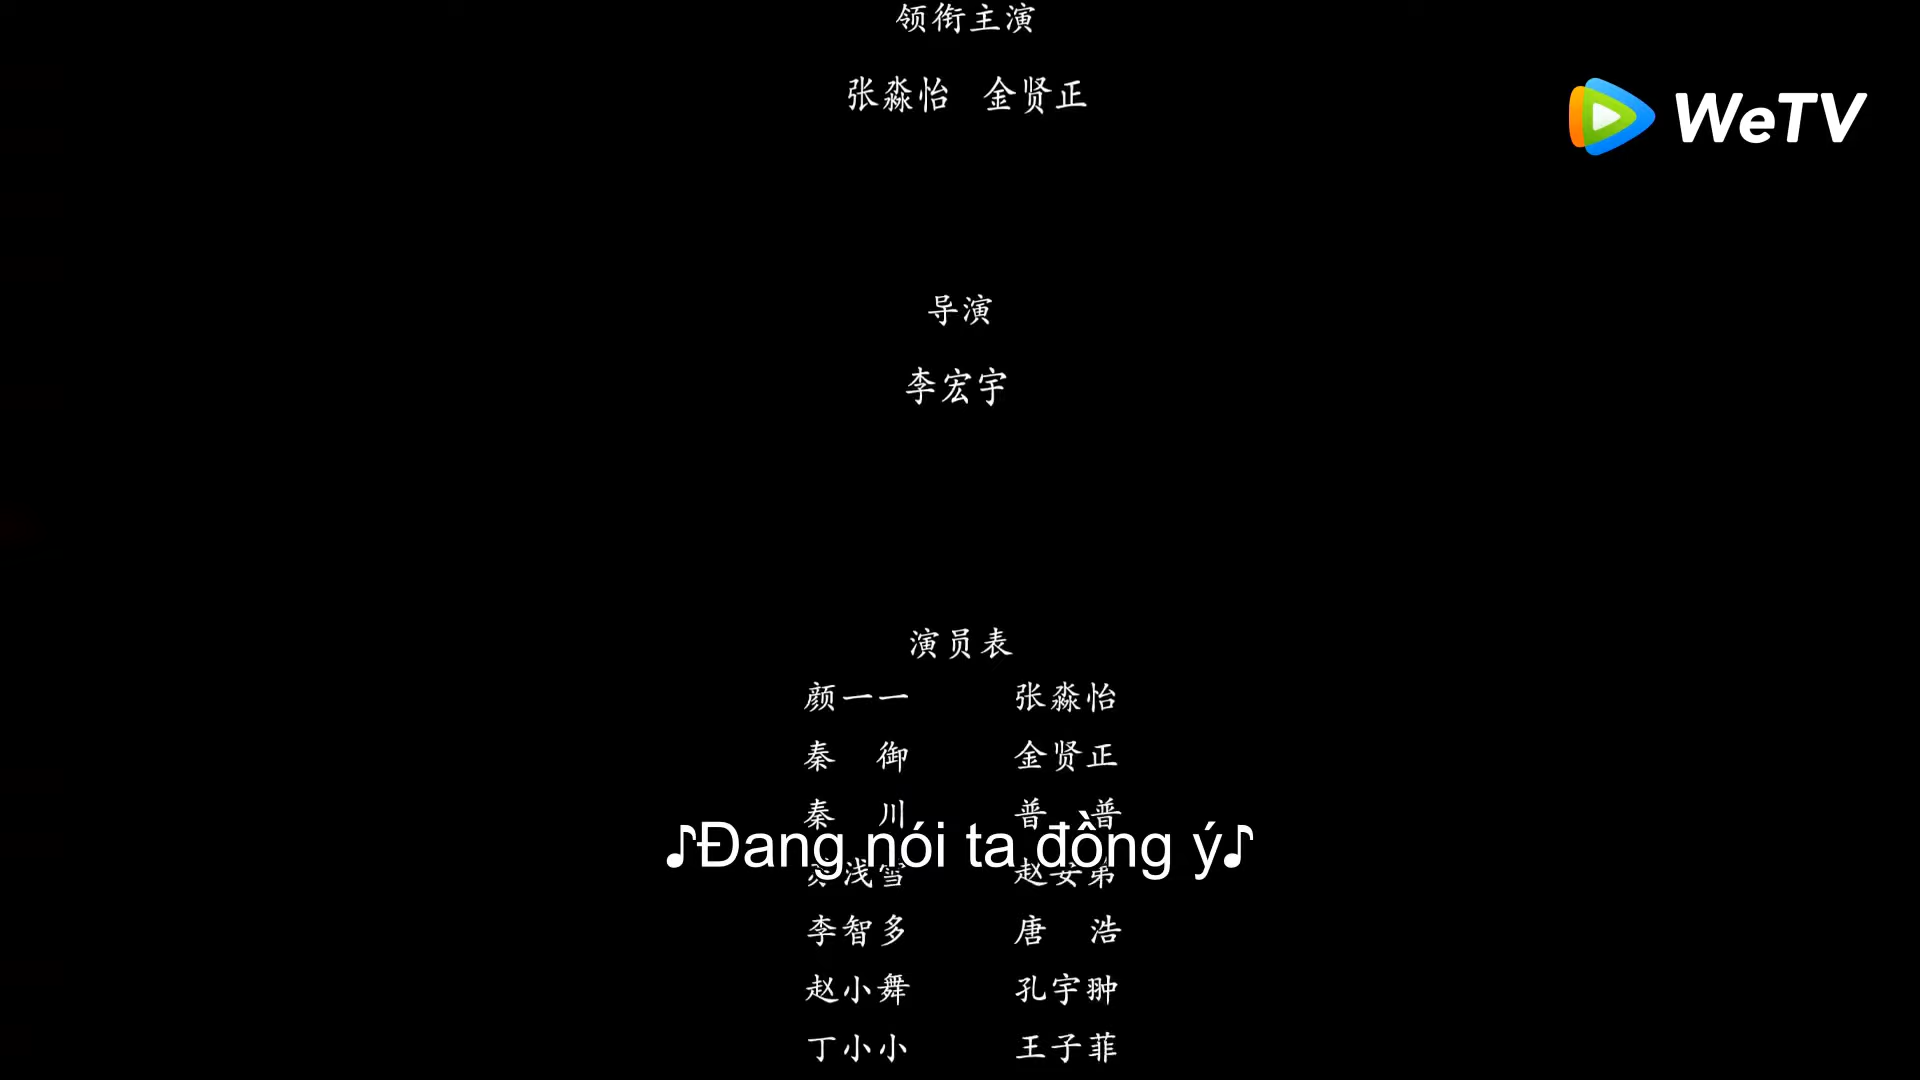 领衔主演
张淼怡 金贤正
WeTV
导演
李宏宇
演员表
颜一一 张淼怡
秦 御 金贤正
秦 川 普 普
♪Đang nói ta đồng ý♪
浅雪 赵安弟
李智多 唐 浩
赵小舞 孔宇翀
丁小小 王子菲